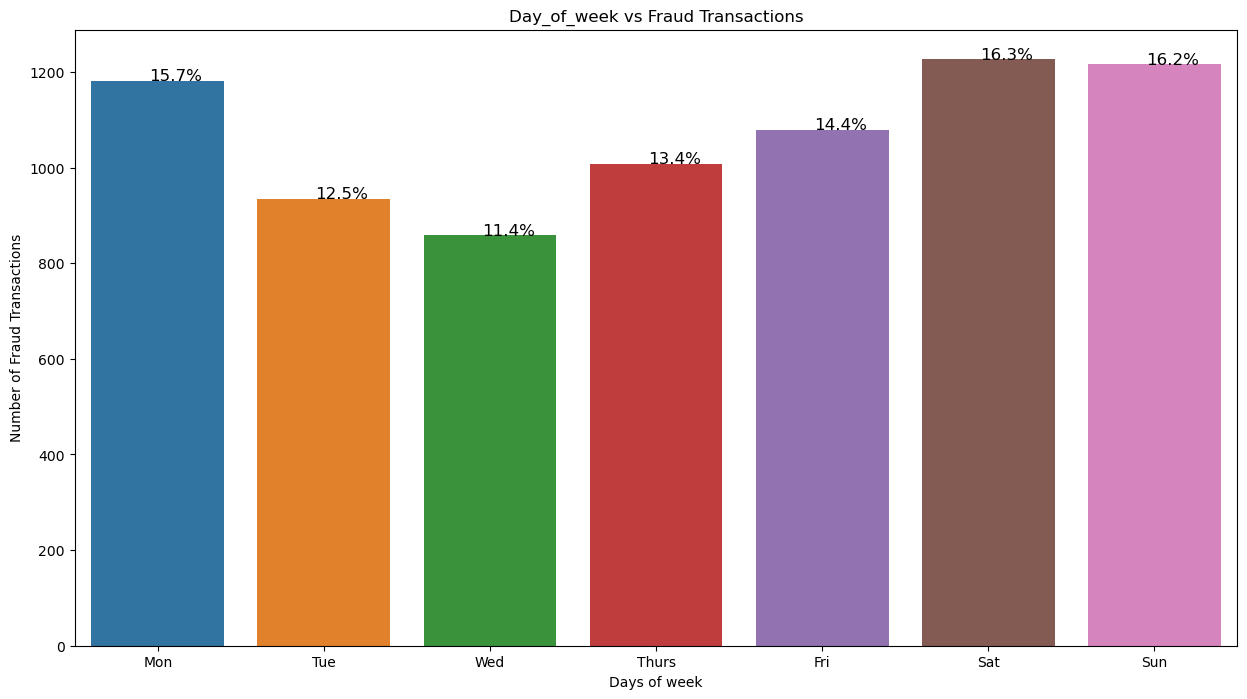 Day_of_week vs Fraud Transactions
Number of Fraud Transactions
1200
1000
800
600
400
200
0
15.7%
12.5%
11.4%
13.4%
14.4%
16.3%
16.2%
Mon
Tue
Wed
Thurs
Fri
Sat
Sun
Days of week